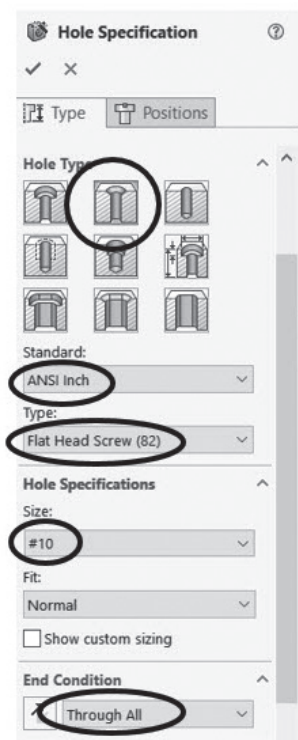 Hole Specification
Type Positions
Hole Type
Standard:
ANSI Inch
Type:
Flat Head Screw (82)
Hole Specifications
Size:
#10
Fit:
Normal
Show custom sizing
End Condition
Through All